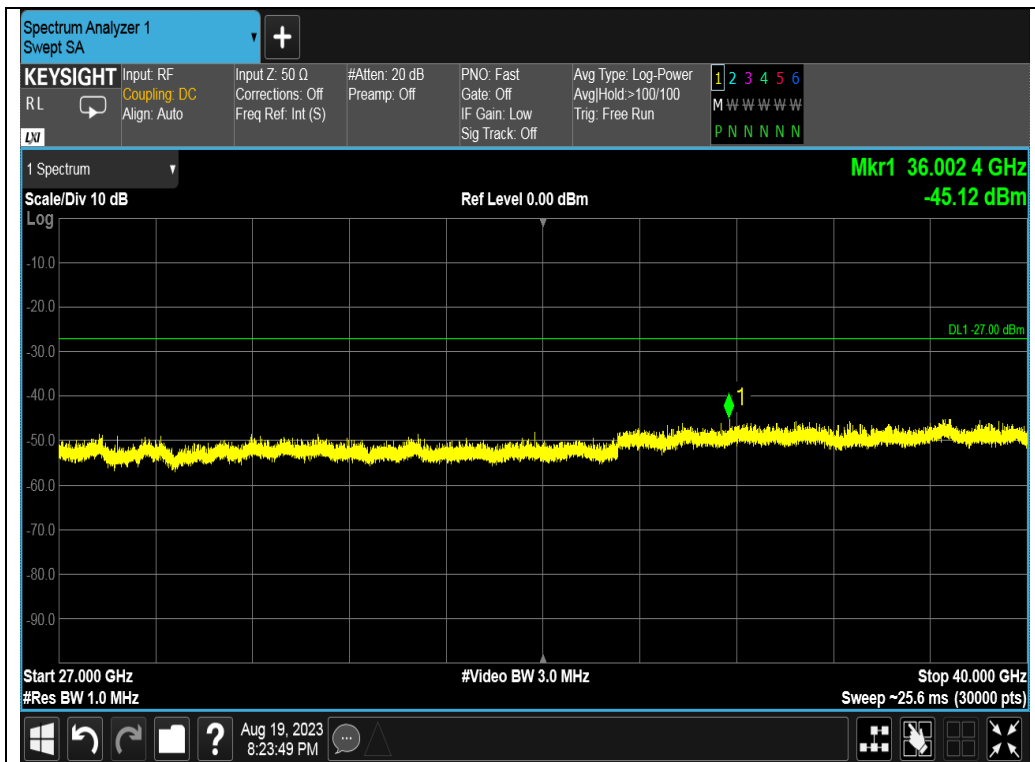 Spectrum Analyzer 1
Swept SA
+
KEYSIGHT
RL
LXI
Input: RF
Coupling: DC
Align: Auto
Input Z: 50 Ω
Corrections: Off
Freq Ref: Int (S)
#Atten: 20 dB
Preamp: Off
PNO: Fast
Gate: Off
IF Gain: Low
Sig Track: Off
Avg Type: Log-Power
Avg|Hold:>100/100
Trig: Free Run
1 2 3 4 5 6
M W W W W W
P N N N N N
1 Spectrum
Mkr1 36.002 4 GHz
-45.12 dBm
Scale/Div 10 dB
Ref Level 0.00 dBm
Log
-10.0
-20.0
DL1 -27.00 dBm
-30.0
-40.0
1
-50.0
-60.0
-70.0
-80.0
-90.0
Start 27.000 GHz
#Video BW 3.0 MHz
Stop 40.000 GHz
#Res BW 1.0 MHz
Sweep ~25.6 ms (30000 pts)
?
Aug 19, 2023
8:23:49 PM